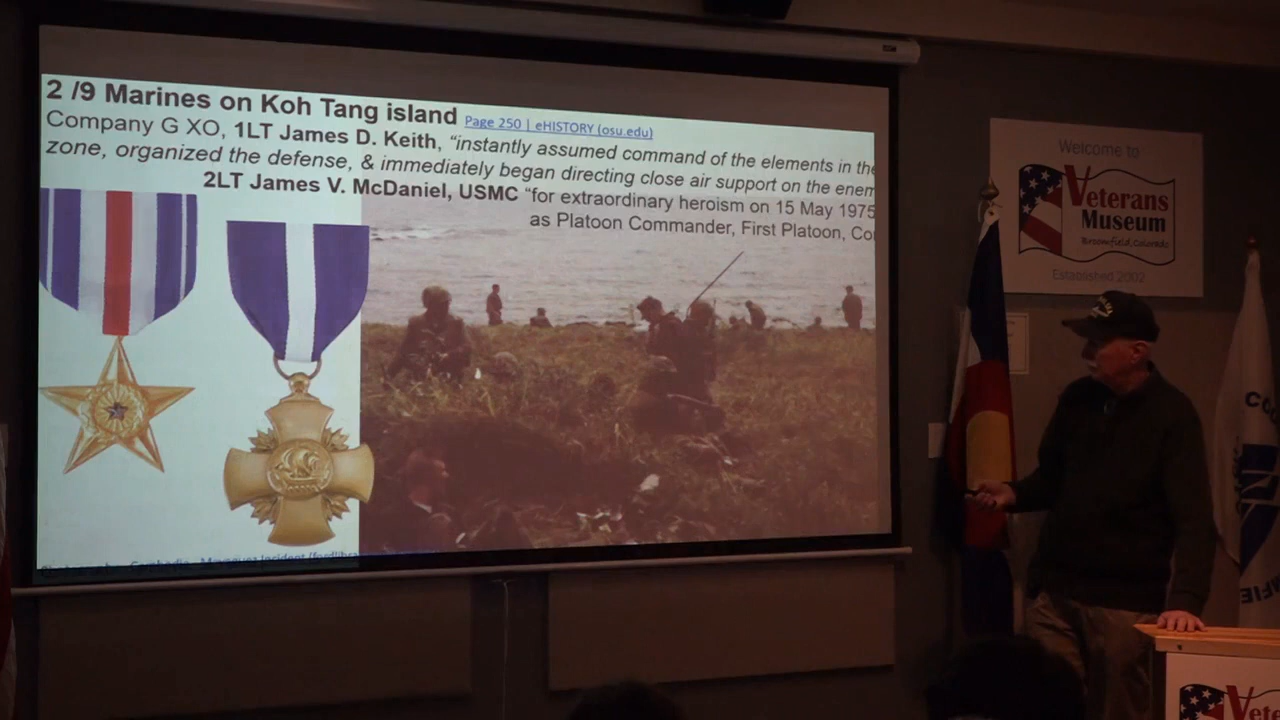 2 /9 Marines on Koh Tang island Page 250 | eHISTORY (osu.edu)
Company G XO, 1LT James D. Keith, “instantly assumed command of the elements in the
zone, organized the defense, & immediately began directing close air support on the enem
2LT James V. McDaniel, USMC “for extraordinary heroism on 15 May 1975
as Platoon Commander, First Platoon, Co
Welcome to
Veterans
Museum
Broomfield, Colorado
Established 2002